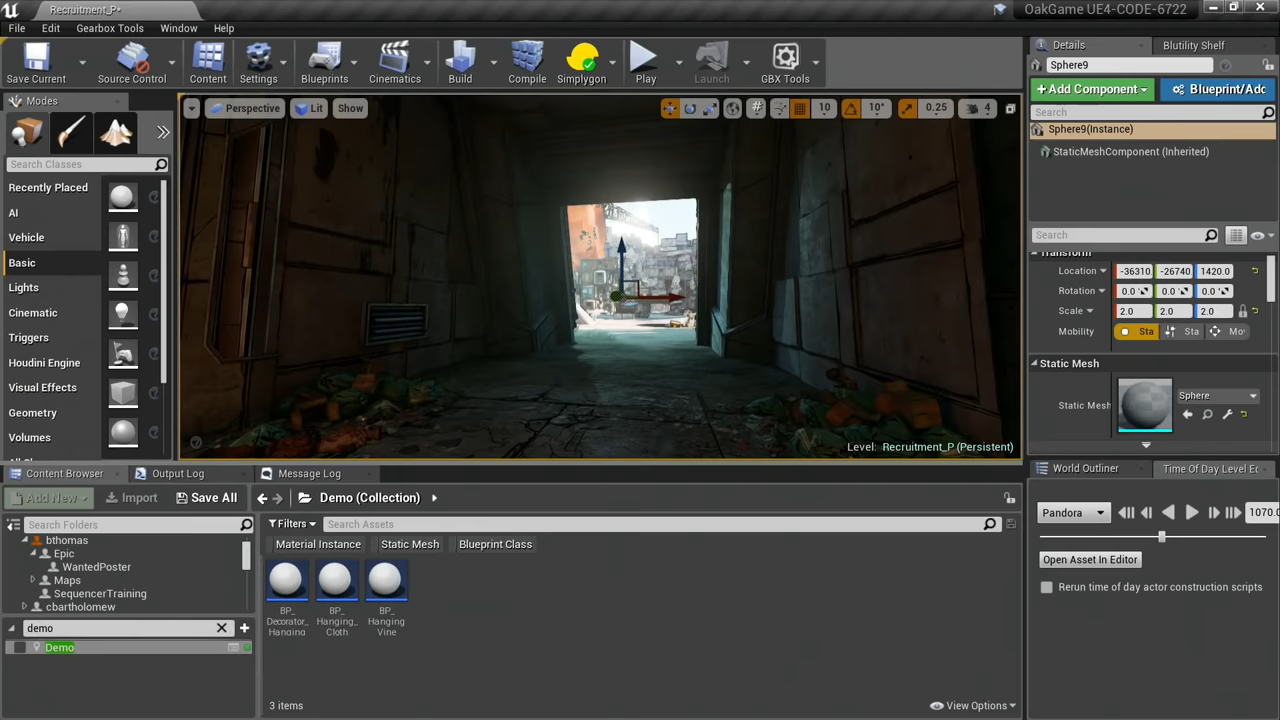 Recruitment_P•
OakGame UE4-CODE-6722
File Edit Gearbox Tools Window Help
Save Current Source Control Content Settings Blueprints Cinematics Build Compile Simplygon Play Launch GBX Tools
Modes
Search Classes
Recently Placed
AI
Vehicle
Basic
Lights
Cinematic
Triggers
Houdini Engine
Visual Effects
Geometry
Volumes
Perspective Lit Show 10 10° 0.25 4
Level: Recruitment_P (Persistent)
Details Blutility Shelf
Sphere9
+Add Component Blueprint/Add
Search
Sphere9(Instance)
StaticMeshComponent (Inherited)
Search
Transform
Location -36310 -26740 1420.0
Rotation 0.0 0.0 0.0
Scale 2.0 2.0 2.0
Mobility Sta Sta Mo
Static Mesh
Static Mesh Sphere
Content Browser Output Log Message Log
Add New Import Save All Demo (Collection)
Search Folders
bthomas
Epic
WantedPoster
Maps
SequencerTraining
cbartholomew
demo
Demo
Filters Search Assets
Material Instance Static Mesh Blueprint Class
BP_
Decorator_
Hanging
BP_
Hanging_
Cloth
BP_
Hanging
Vine
3 items
View Options
World Outliner Time Of Day Level Ec
Pandora 1070.0
Open Asset In Editor
Rerun time of day actor construction scripts